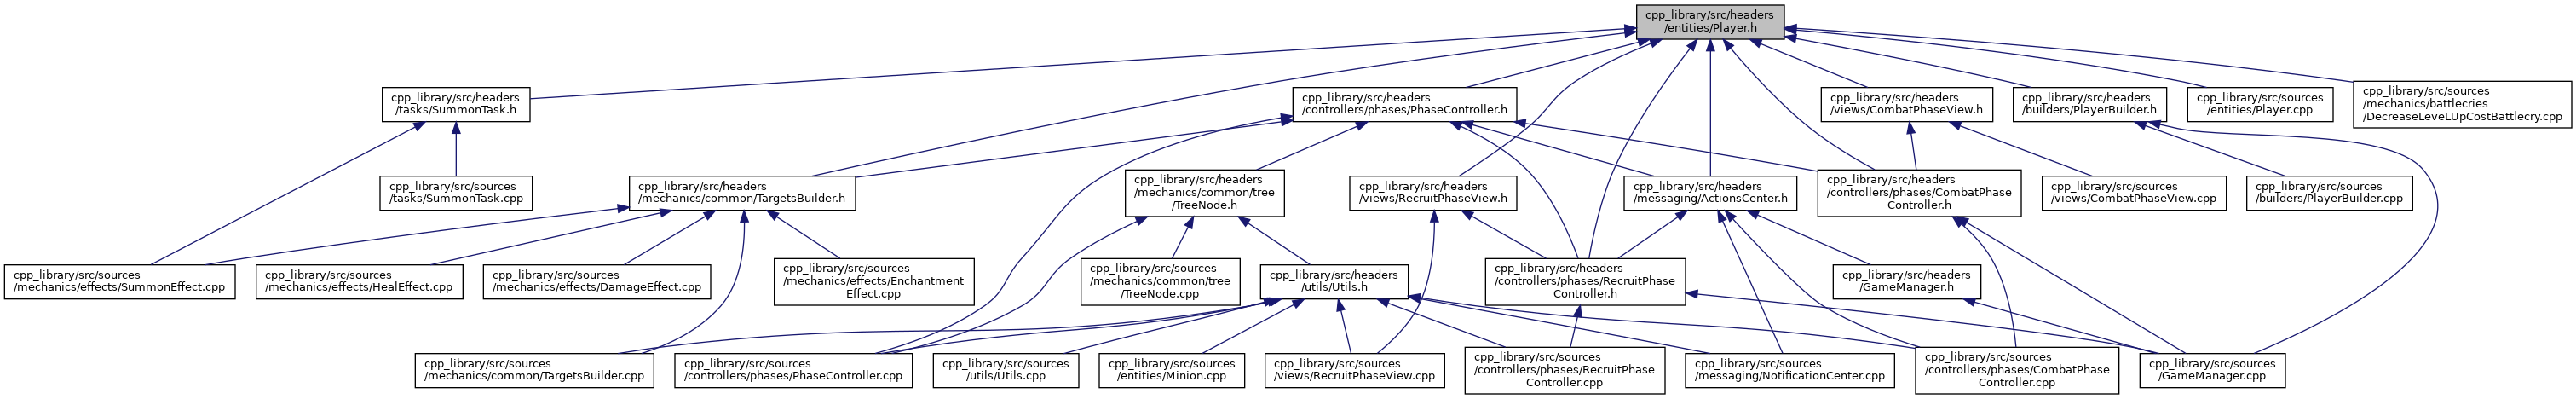 cpp_library/src/headers
/entities/Player.h
cpp_library/src/headers
/tasks/SummonTask.h
cpp_library/src/headers
/controllers/phases/PhaseController.h
cpp_library/src/headers
/views/CombatPhaseView.h
cpp_library/src/headers
/builders/PlayerBuilder.h
cpp_library/src/sources
/entities/Player.cpp
cpp_library/src/sources
/mechanics/battlecries
/DecreaseLeveLUpCostBattlecry.cpp
cpp_library/src/sources
/tasks/SummonTask.cpp
cpp_library/src/headers
/mechanics/common/TargetsBuilder.h
cpp_library/src/headers
/mechanics/common/tree
/TreeNode.h
cpp_library/src/headers
/views/RecruitPhaseView.h
cpp_library/src/headers
/messaging/ActionsCenter.h
cpp_library/src/headers
/controllers/phases/CombatPhase
Controller.h
cpp_library/src/sources
/views/CombatPhaseView.cpp
cpp_library/src/sources
/builders/PlayerBuilder.cpp
cpp_library/src/sources
/mechanics/effects/SummonEffect.cpp
cpp_library/src/sources
/mechanics/effects/HealEffect.cpp
cpp_library/src/sources
/mechanics/effects/DamageEffect.cpp
cpp_library/src/sources
/mechanics/effects/Enchantment
Effect.cpp
cpp_library/src/sources
/mechanics/common/tree
/TreeNode.cpp
cpp_library/src/headers
/utils/Utils.h
cpp_library/src/headers
/controllers/phases/RecruitPhase
Controller.h
cpp_library/src/headers
/GameManager.h
cpp_library/src/sources
/mechanics/common/TargetsBuilder.cpp
cpp_library/src/sources
/controllers/phases/PhaseController.cpp
cpp_library/src/sources
/utils/Utils.cpp
cpp_library/src/sources
/entities/Minion.cpp
cpp_library/src/sources
/views/RecruitPhaseView.cpp
cpp_library/src/sources
/controllers/phases/RecruitPhase
Controller.cpp
cpp_library/src/sources
/messaging/NotificationCenter.cpp
cpp_library/src/sources
/controllers/phases/CombatPhase
Controller.cpp
cpp_library/src/sources
/GameManager.cpp